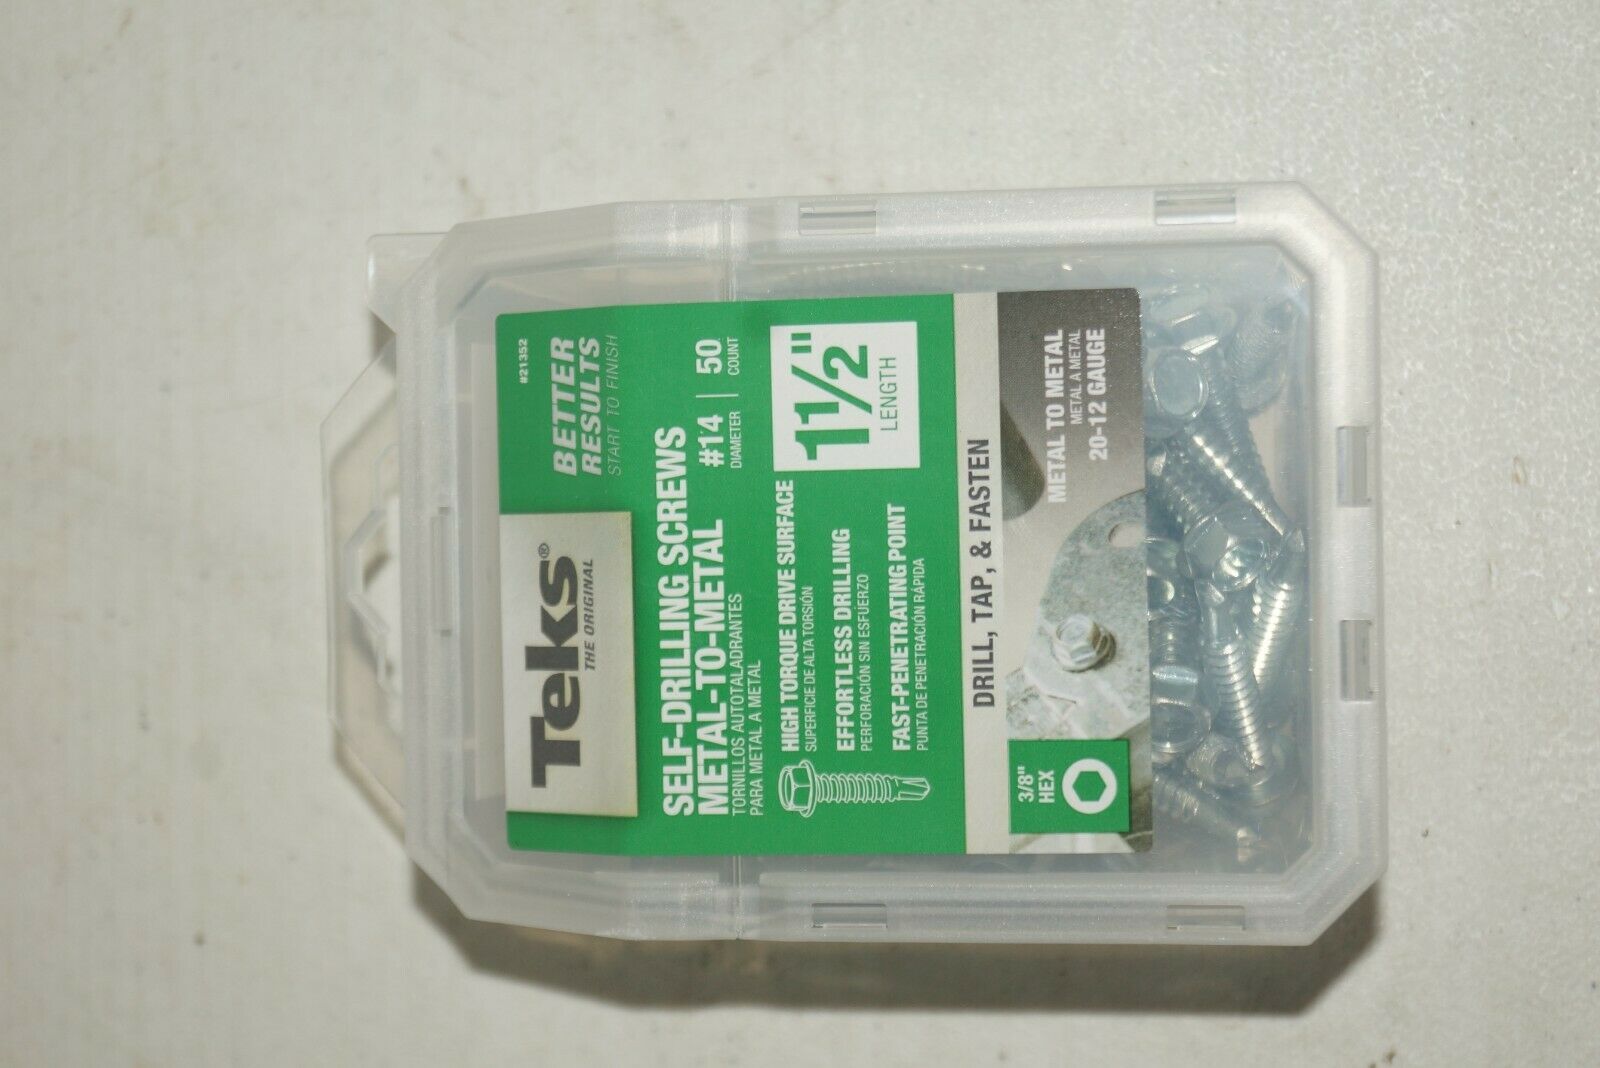 #21352
Teks®
THE ORIGINAL
BETTER
RESULTS
START TO FINISH
SELF-DRILLING SCREWS
METAL-TO-METAL
TORNILLOS AUTOTALADRANTES
PARA METAL A METAL
#14
DIAMETER
50
COUNT
HIGH TORQUE DRIVE SURFACE
SUPERFICIE DE ALTA TORSIÓN
EFFORTLESS DRILLING
PERFORACIÓN SIN ESFUERZO
FAST-PENETRATING POINT
PUNTA DE PENETRACIÓN RÁPIDA
1 1/2"
LENGTH
DRILL, TAP, & FASTEN
3/8"
HEX
METAL TO METAL
METAL A METAL
20-12 GAUGE